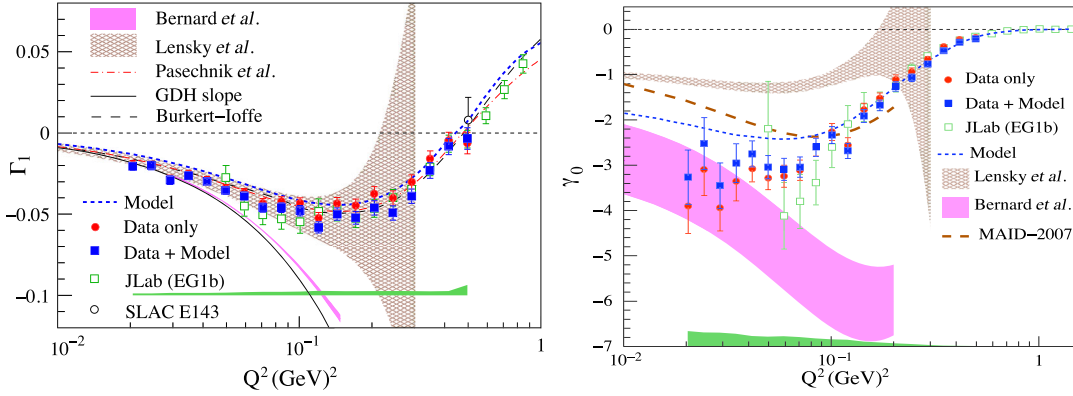 Bernard et al.
Lensky et al.
Pasechnik et al.
GDH slope
Burkert−Ioffe
Model
Data only
Data + Model
JLab (EG1b)
SLAC E143
0.05
0
−0.05
−0.1
Γ1
10−2
10−1
1
Q2 (GeV)2
0
−1
−2
−3
−4
−5
−6
−7
γ0
Data only
Data + Model
JLab (EG1b)
Model
Lensky et al.
Bernard et al.
MAID−2007
10−2
10−1
1
Q2 (GeV)2